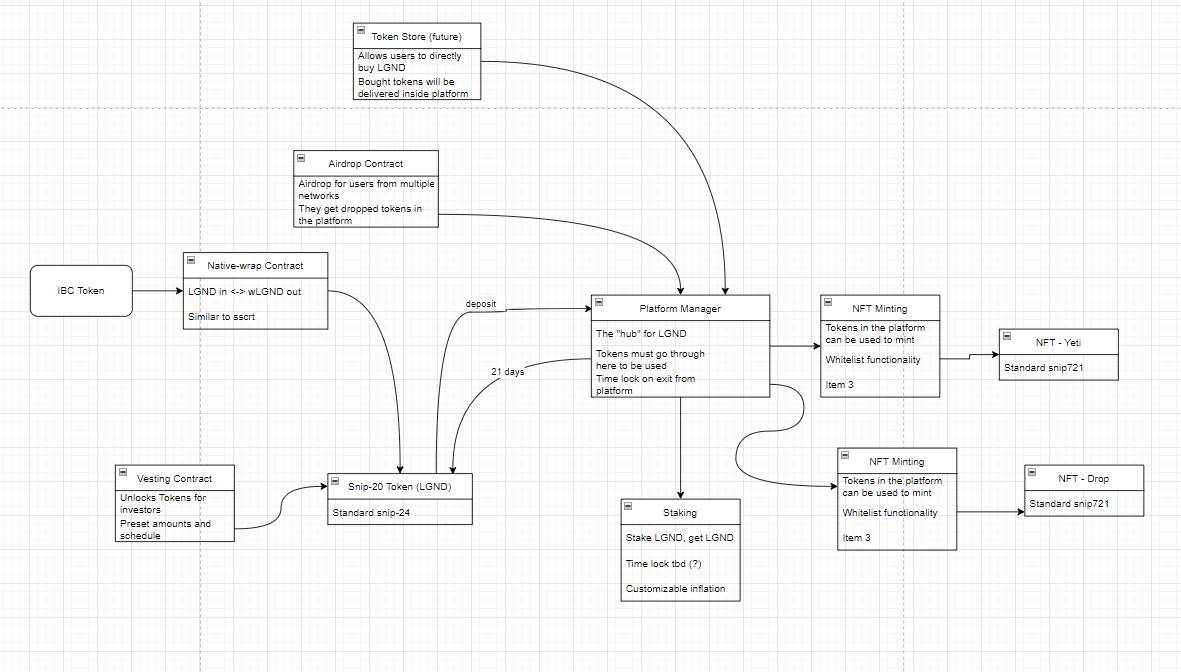 Token Store (future)
Allows users to directly
buy LGND
Bought tokens will be
delivered inside platform
Airdrop Contract
Airdrop for users from multiple
networks
They get dropped tokens in
the platform
IBC Token
Native-wrap Contract
LGND in <-> wLGND out
Similar to sscrt
deposit
21 days
Platform Manager
The "hub" for LGND
Tokens must go through
here to be used
Time lock on exit from
platform
NFT Minting
Tokens in the platform
can be used to mint
Whitelist functionality
Item 3
NFT - Yeti
Standard snip721
Vesting Contract
Unlocks Tokens for
investors
Preset amounts and
schedule
Snip-20 Token (LGND)
Standard snip-24
Staking
Stake LGND, get LGND
Time lock tbd (?)
Customizable inflation
NFT Minting
Tokens in the platform
can be used to mint
Whitelist functionality
Item 3
NFT - Drop
Standard snip721